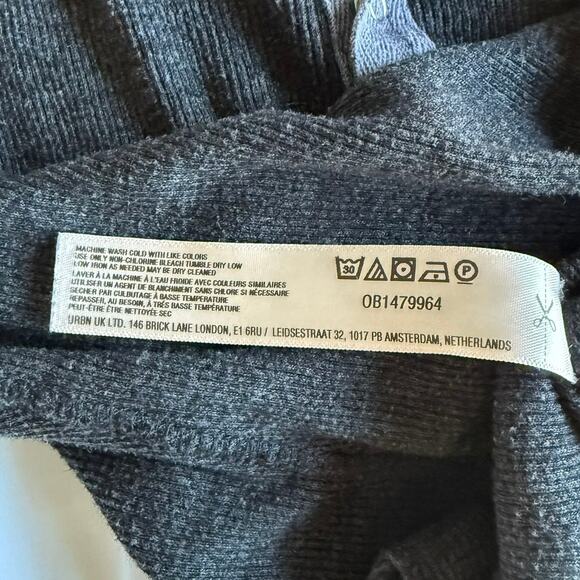 MACHINE WASH COLD WITH LIKE COLORS
USE ONLY NON-CHLORINE BLEACH TUMBLE DRY LOW
LOW IRON AS NEEDED MAY BE DRY CLEANED
LAVER À LA MACHINE À L'EAU FROIDE AVEC COULEURS SIMILAIRES
UTILISER UN AGENT DE BLANCHIMENT SANS CHLORE SI NÉCESSAIRE
SÉCHER PAR CULBUTAGE À BASSE TEMPÉRATURE
REPASSER, AU BESOIN, À TRÈS BASSE TEMPÉRATURE
PEUT-ÊTRE ÊTRE NETTOYÉE SEC
URBN UK LTD. 146 BRICK LANE LONDON, E1 6RU / LEIDSESTRAAT 32, 1017 PB AMSTERDAM, NETHERLANDS
30
P
OB1479964